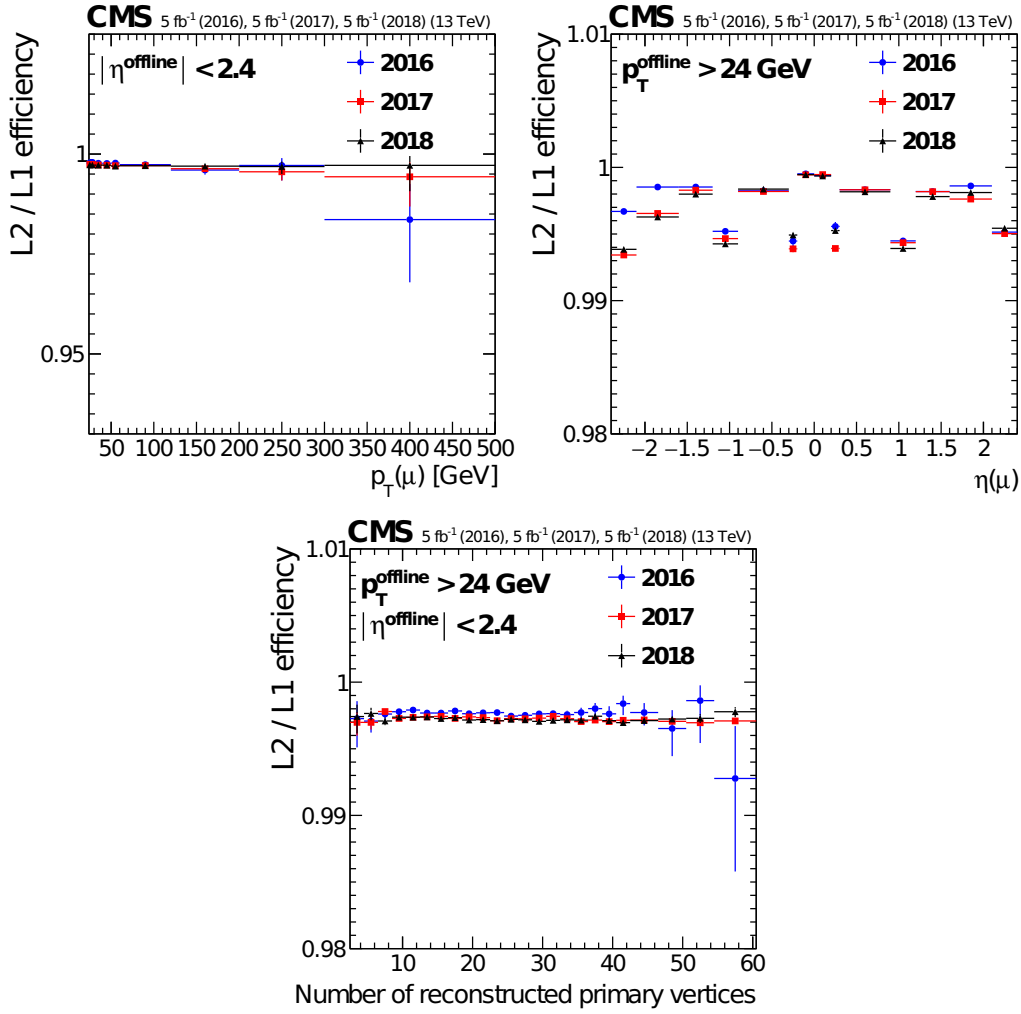 CMS 5 fb⁻¹ (2016), 5 fb⁻¹ (2017), 5 fb⁻¹ (2018) (13 TeV)
|η^offline| < 2.4
2016
2017
2018
L2 / L1 efficiency
1
0.95
50 100 150 200 250 300 350 400 450 500
p_T(μ) [GeV]
CMS 5 fb⁻¹ (2016), 5 fb⁻¹ (2017), 5 fb⁻¹ (2018) (13 TeV)
p_T^offline > 24 GeV
2016
2017
2018
L2 / L1 efficiency
1.01
1
0.99
0.98
−2 −1.5 −1 −0.5 0 0.5 1 1.5 2
η(μ)
CMS 5 fb⁻¹ (2016), 5 fb⁻¹ (2017), 5 fb⁻¹ (2018) (13 TeV)
p_T^offline > 24 GeV
|η^offline| < 2.4
2016
2017
2018
L2 / L1 efficiency
1.01
1
0.99
0.98
10 20 30 40 50 60
Number of reconstructed primary vertices